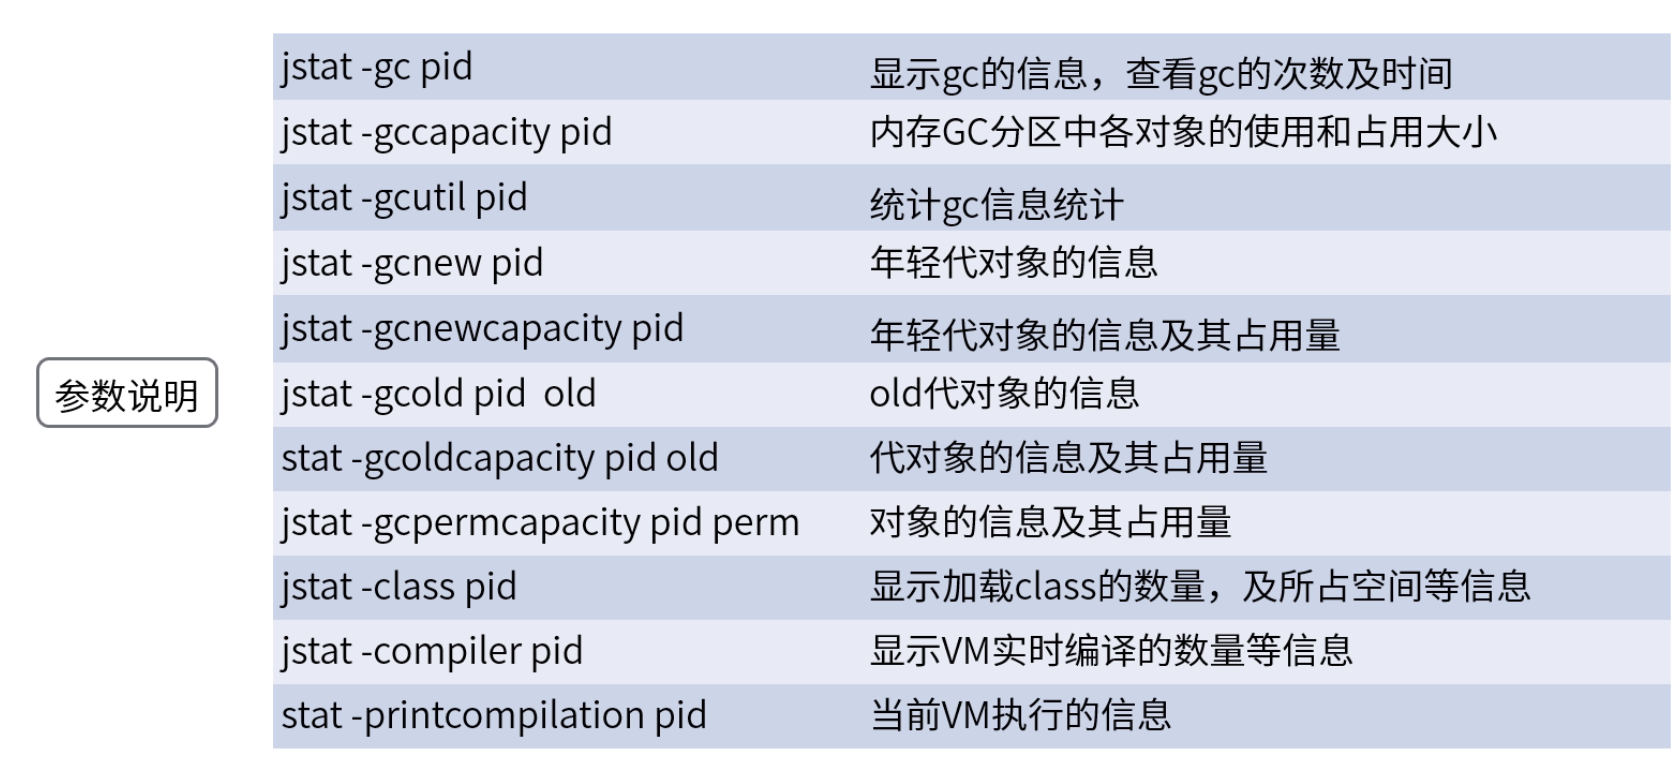 jstat -gc pid 显示gc的信息，查看gc的次数及时间
jstat -gccapacity pid 内存GC分区中各对象的使用和占用大小
jstat -gcutil pid 统计gc信息统计
jstat -gcnew pid 年轻代对象的信息
jstat -gcnewcapacity pid 年轻代对象的信息及其占用量
参数说明
jstat -gcold pid  old old代对象的信息
stat -gcoldcapacity pid old 代对象的信息及其占用量
jstat -gcpermcapacity pid perm 对象的信息及其占用量
jstat -class pid 显示加载class的数量，及所占空间等信息
jstat -compiler pid 显示VM实时编译的数量等信息
stat -printcompilation pid 当前VM执行的信息